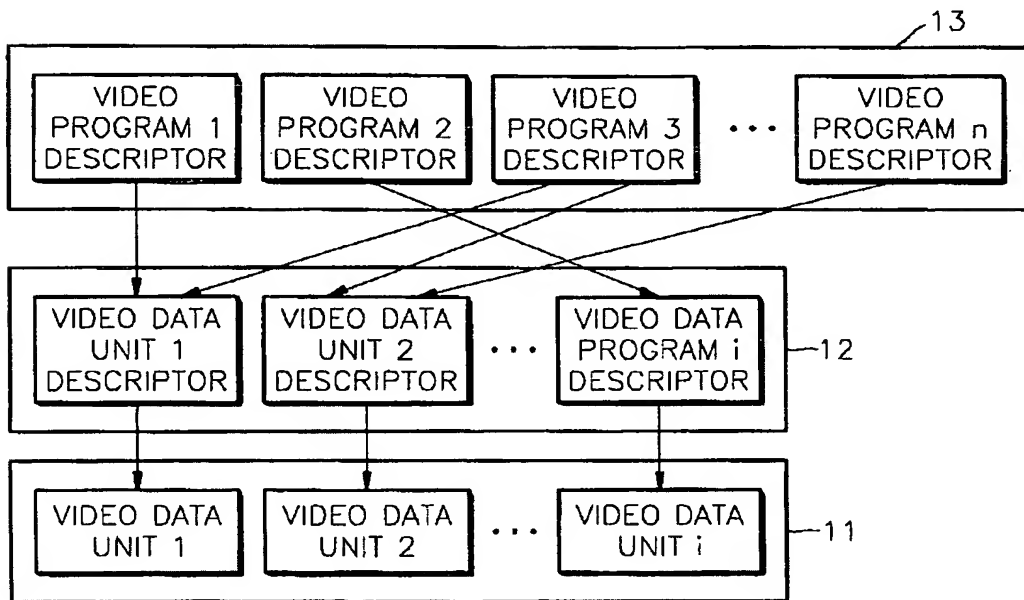 13
VIDEO
PROGRAM 1
DESCRIPTOR
VIDEO
PROGRAM 2
DESCRIPTOR
VIDEO
PROGRAM 3
DESCRIPTOR
...
VIDEO
PROGRAM n
DESCRIPTOR
VIDEO DATA
UNIT 1
DESCRIPTOR
VIDEO DATA
UNIT 2
DESCRIPTOR
...
VIDEO DATA
PROGRAM i
DESCRIPTOR
12
VIDEO DATA
UNIT 1
VIDEO DATA
UNIT 2
...
VIDEO DATA
UNIT i
11